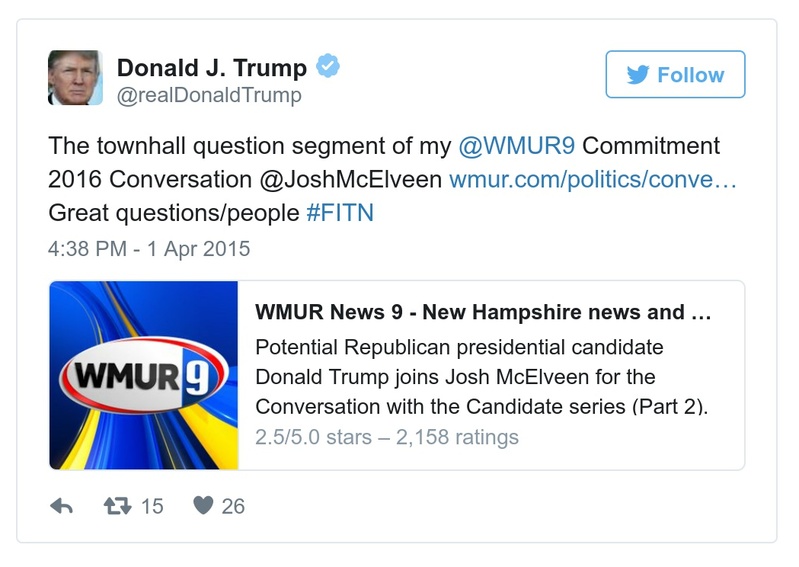 Donald J. Trump
@realDonaldTrump
Follow
The townhall question segment of my @WMUR9 Commitment
2016 Conversation @JoshMcElveen wmur.com/politics/conve…
Great questions/people #FITN
4:38 PM - 1 Apr 2015
WMUR 9
WMUR News 9 - New Hampshire news and …
Potential Republican presidential candidate
Donald Trump joins Josh McElveen for the
Conversation with the Candidate series (Part 2).
2.5/5.0 stars – 2,158 ratings
15 26